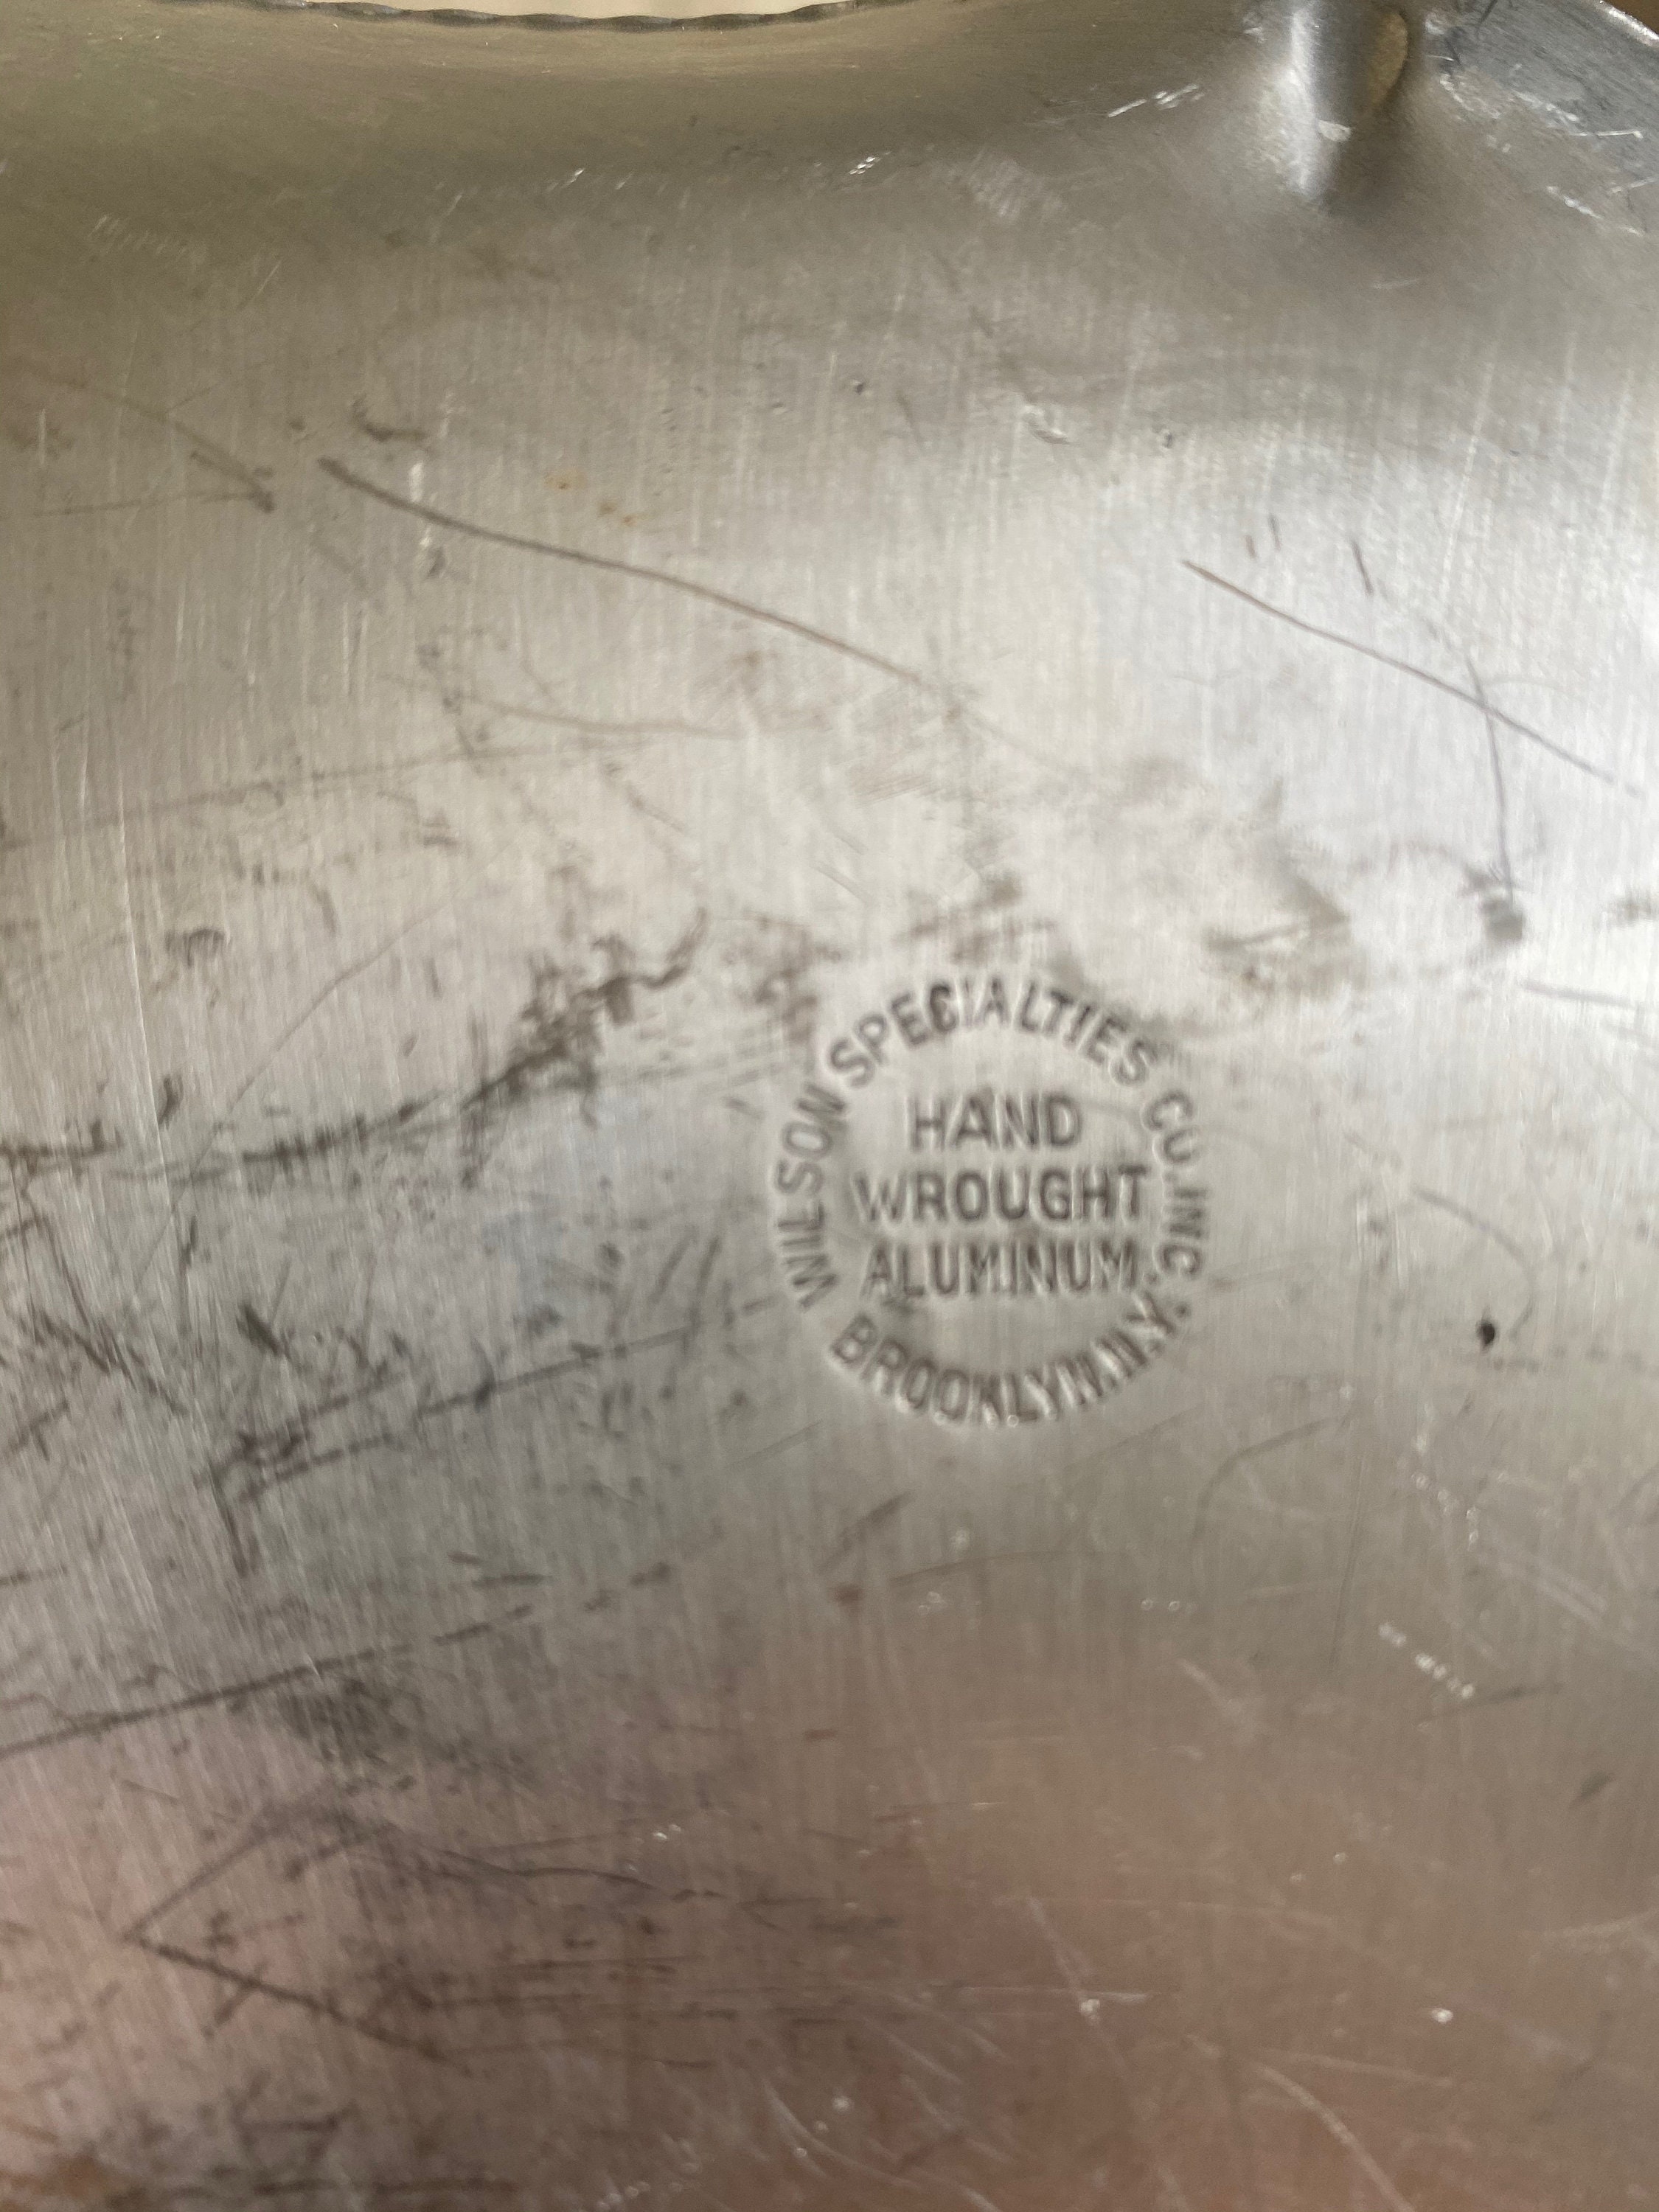 WILSON SPECIALTIES CO. INC.
HAND
WROUGHT
ALUMINUM
BROOKLYN. N.Y.